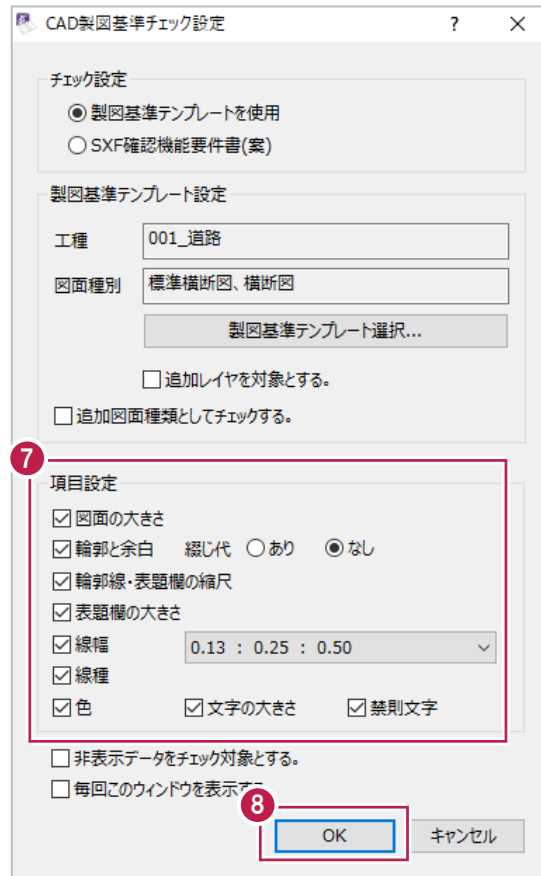 CAD製図基準チェック設定 ? ×
チェック設定
製図基準テンプレートを使用
SXF確認機能要件書(案)
製図基準テンプレート設定
工種 001_道路
図面種別 標準横断図、横断図
製図基準テンプレート選択...
追加レイヤを対象とする。
追加図面種類としてチェックする。
7
項目設定
図面の大きさ
輪郭と余白 綴じ代 あり なし
輪郭線・表題欄の縮尺
表題欄の大きさ
線幅 0.13 : 0.25 : 0.50
線種
色 文字の大きさ 禁則文字
非表示データをチェック対象とする。
毎回このウィンドウを表示する
8
OK キャンセル